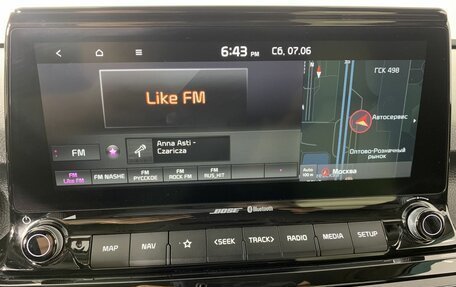 6:43 PM Сб, 07.06
Like FM
ГСК 498
Автосервис
Anna Asti -
Czaricza
FM
Оптово-Розничный
рынок
FM
Like FM
FM NASHE
FM
РУССКОЕ
FM
ROCK FM
FM
RUS_HIT
Auto
100 m
Москва
BOSE Bluetooth
MAP
NAV
<SEEK
TRACK>
RADIO
MEDIA
SETUP